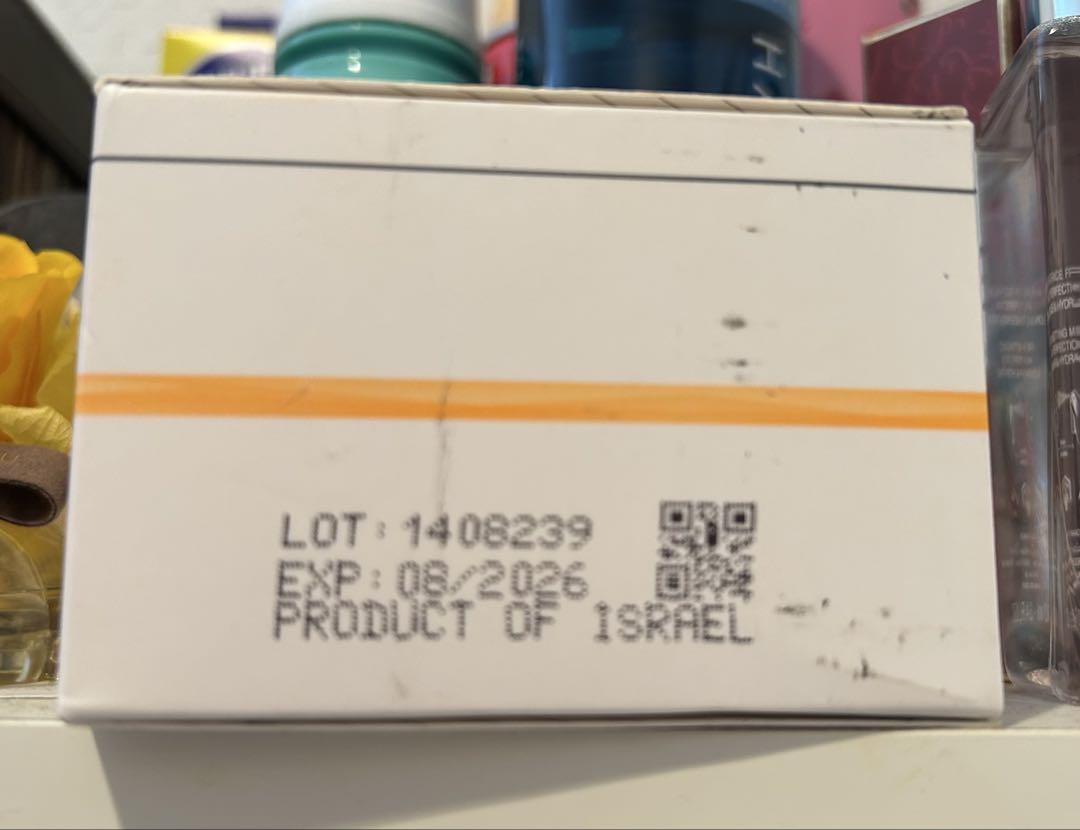 LOT: 1408239
EXP: 08/2026
PRODUCT OF ISRAEL